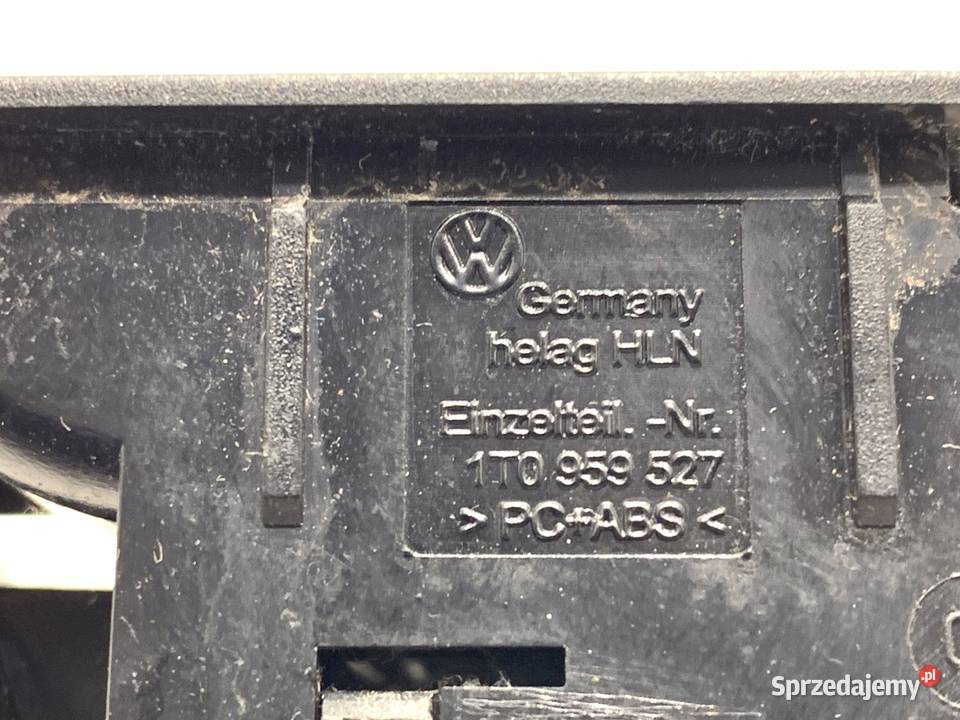 Germany
helag HLN
Einzelteil. -Nr.
1T0 959 527
> PC+ABS <
Sprzedajemy.pl